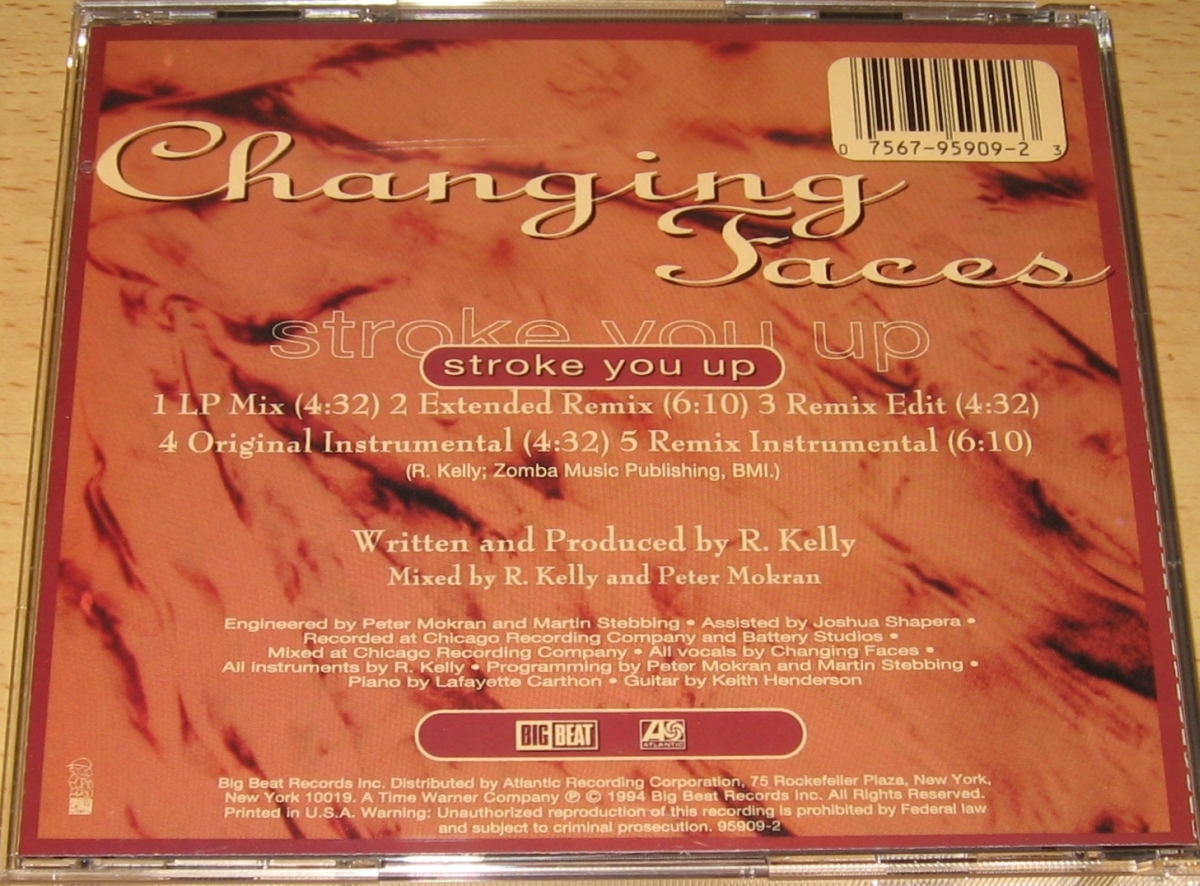 0 7567-95909-2 3
Changing
Faces
stroke you up
stroke you up
1 LP Mix (4:32) 2 Extended Remix (6:10) 3 Remix Edit (4:32)
4 Original Instrumental (4:32) 5 Remix Instrumental (6:10)
(R. Kelly; Zomba Music Publishing, BMI.)
Written and Produced by R. Kelly
Mixed by R. Kelly and Peter Mokran
Engineered by Peter Mokran and Martin Stebbing • Assisted by Joshua Shapera •
Recorded at Chicago Recording Company and Battery Studios •
Mixed at Chicago Recording Company • All vocals by Changing Faces •
All instruments by R. Kelly • Programming by Peter Mokran and Martin Stebbing •
Piano by Lafayette Carthon • Guitar by Keith Henderson
BIG BEAT
ATLANTIC
Big Beat Records Inc. Distributed by Atlantic Recording Corporation, 75 Rockefeller Plaza, New York,
New York 10019. A Time Warner Company ℗ © 1994 Big Beat Records Inc. All Rights Reserved.
Printed in U.S.A. Warning: Unauthorized reproduction of this recording is prohibited by Federal law
and subject to criminal prosecution. 95909-2